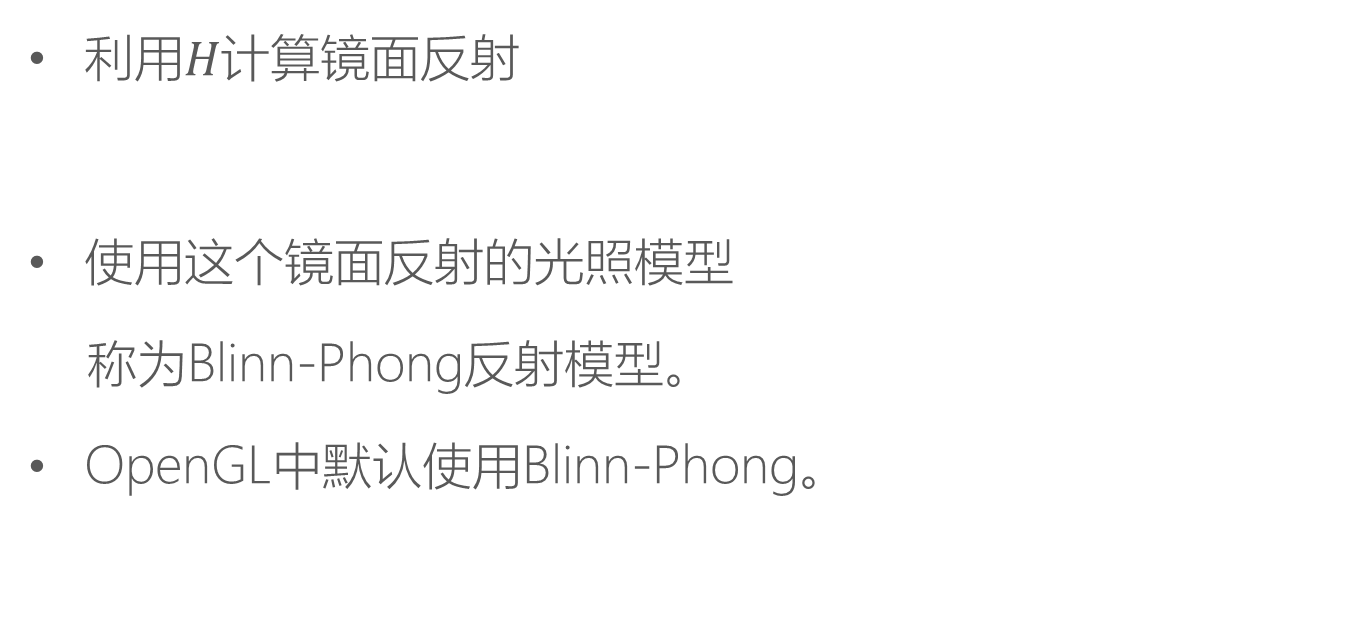 • 利用H计算镜面反射
• 使用这个镜面反射的光照模型
称为Blinn-Phong反射模型。
• OpenGL中默认使用Blinn-Phong。